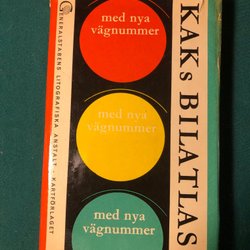 GENERALSTABENS LITOGRAFISKA ANSTALT - KARTFÖRLAGET
med nya
vägnummer
med nya
vägnummer
med nya
vägnummer
KAKs BILATLAS